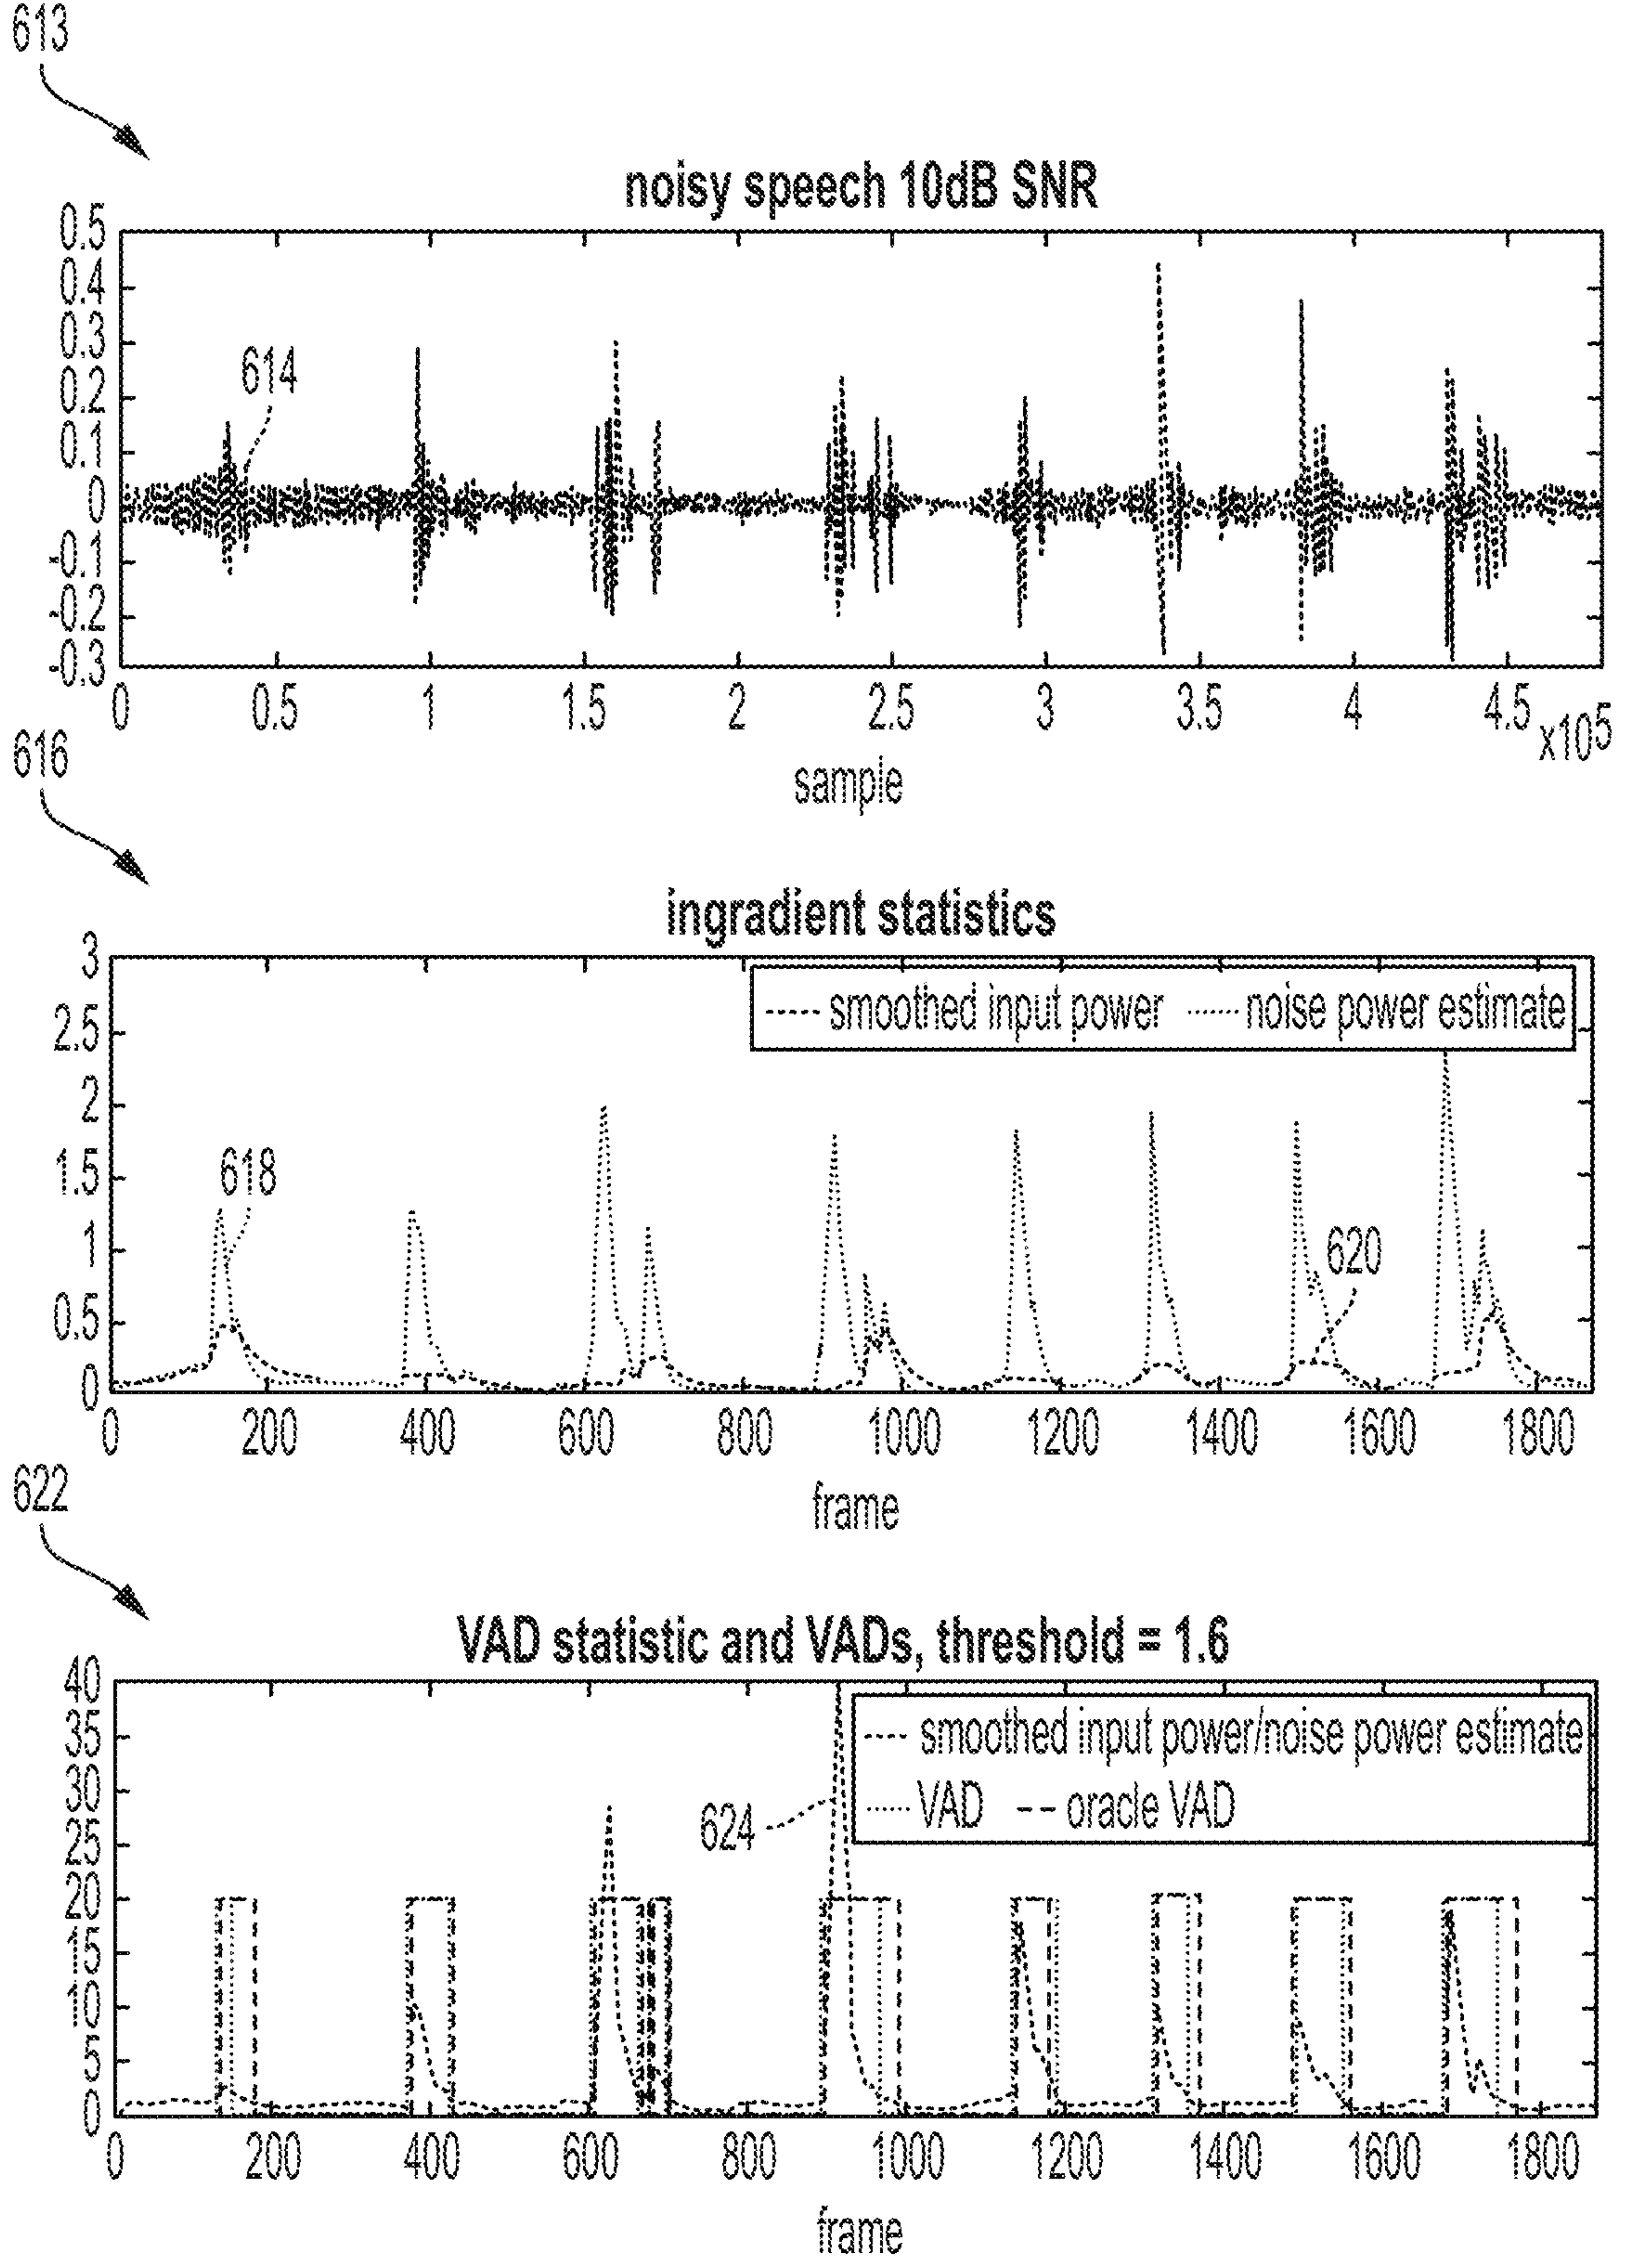 613
noisy speech 10dB SNR
0.5
0.4
0.3
0.2
0.1
0
-0.1
-0.2
-0.3
614
0 0.5 1 1.5 2 2.5 3 3.5 4 4.5
x10⁵
sample
616
ingradient statistics
3
2.5
2
1.5
1
0.5
0
smoothed input power noise power estimate
618
620
0 200 400 600 800 1000 1200 1400 1600 1800
frame
622
VAD statistic and VADs, threshold = 1.6
40
35
30
25
20
15
10
5
0
smoothed input power/noise power estimate
VAD oracle VAD
624
0 200 400 600 800 1000 1200 1400 1600 1800
frame